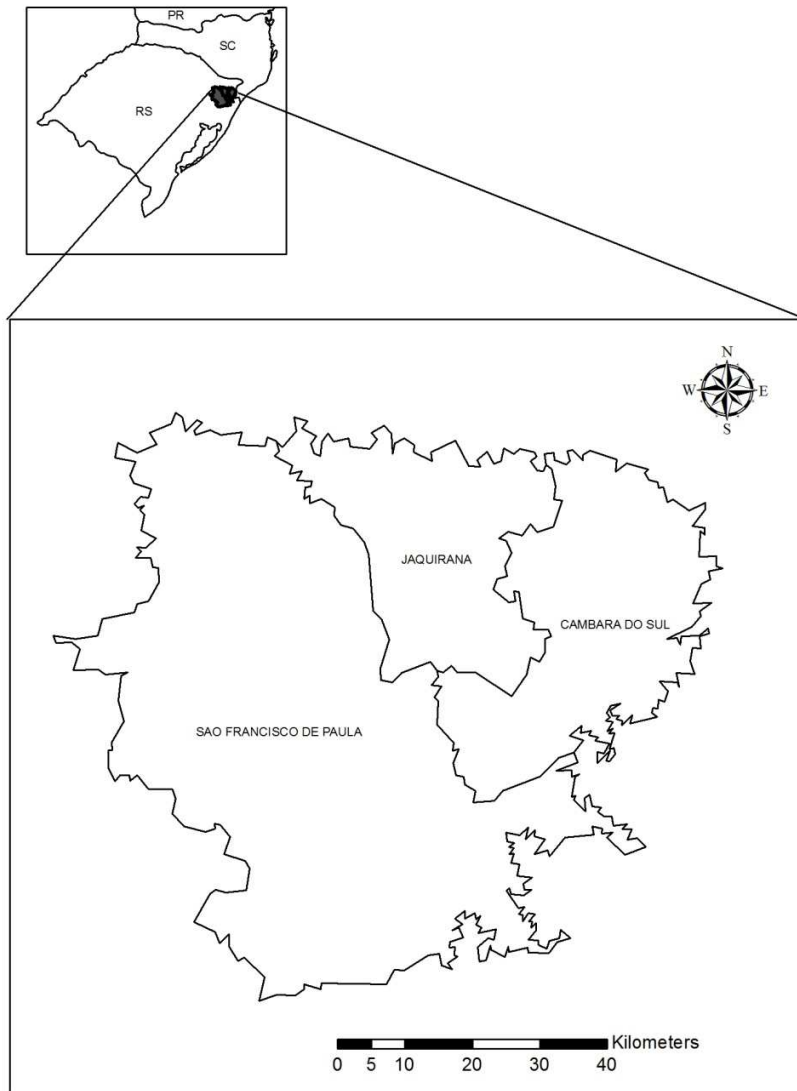 PR
SC
RS
N
W E
S
JAQUIRANA
CAMBARA DO SUL
SAO FRANCISCO DE PAULA
Kilometers
0 5 10 20 30 40